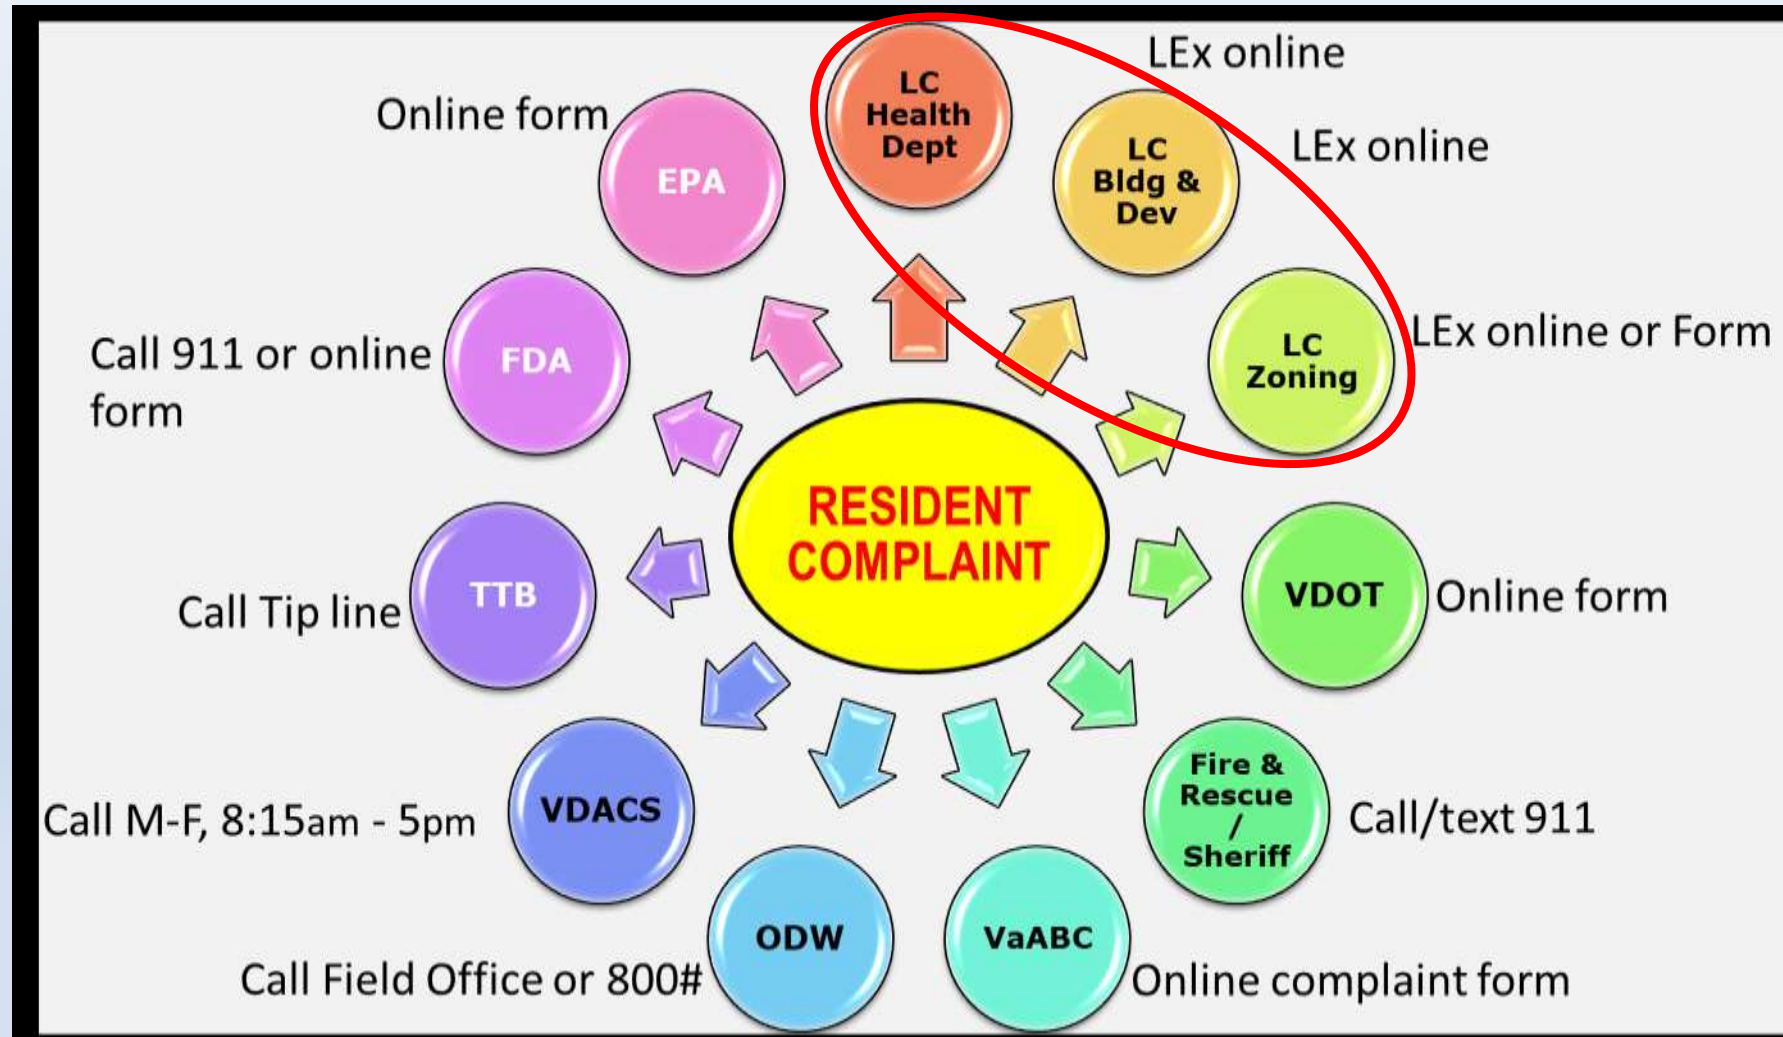 LC
Health
Dept
LEx online
LC
Bldg &
Dev
LEx online
LC
Zoning
LEx online or Form
VDOT
Online form
Fire &
Rescue
/
Sheriff
Call/text 911
VaABC
Online complaint form
ODW
Call Field Office or 800#
VDACS
Call M-F, 8:15am - 5pm
TTB
Call Tip line
FDA
Call 911 or online
form
EPA
Online form
RESIDENT
COMPLAINT